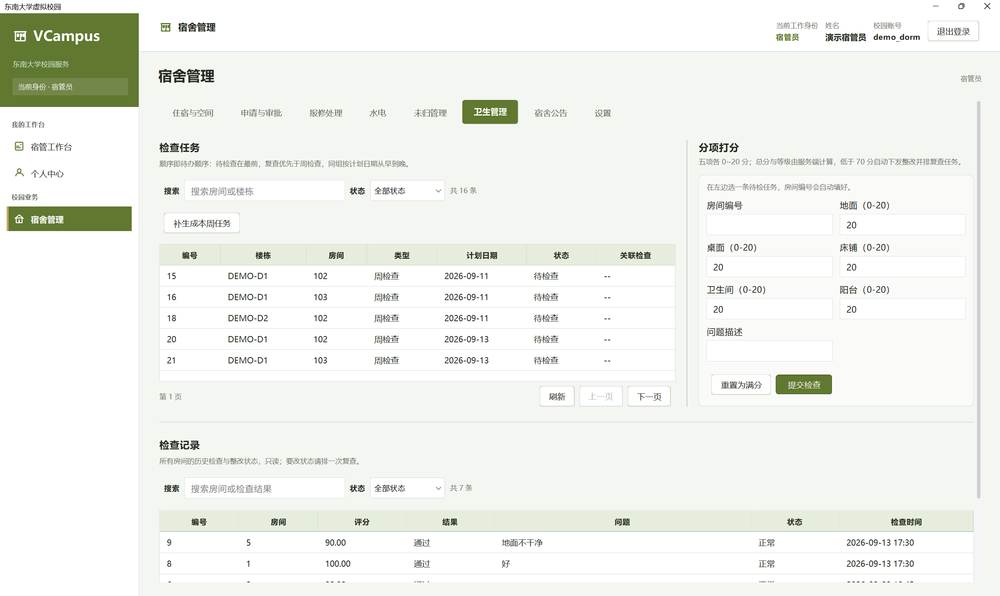 东南大学虚拟校园
VCampus
东南大学校园服务
当前身份 · 宿管员
我的工作台
宿管工作台
个人中心
校园业务
宿舍管理
宿舍管理
当前工作身份 姓名 校园账号
宿管员 演示宿管员 demo_dorm
退出登录
宿舍管理
宿管员
住宿与空间 申请与审批 报修处理 水电 未归管理 卫生管理 宿舍公告 设置
检查任务
顺序即待办顺序：待检查在最前，复查优先于周检查，同组按计划日期从早到晚。
搜索 搜索房间或楼栋 状态 全部状态 共 16 条
补生成本周任务
编号 楼栋 房间 类型 计划日期 状态 关联检查
15 DEMO-D1 102 周检查 2026-09-11 待检查 --
16 DEMO-D1 103 周检查 2026-09-11 待检查 --
18 DEMO-D2 102 周检查 2026-09-11 待检查 --
20 DEMO-D1 102 周检查 2026-09-13 待检查 --
21 DEMO-D1 103 周检查 2026-09-13 待检查 --
第 1 页 刷新 上一页 下一页
分项打分
五项各 0~20 分；总分与等级由服务端计算，低于 70 分自动下发整改并排复查任务。
在左边选一条待检任务，房间编号会自动填好。
房间编号 地面（0-20）
20
桌面（0-20） 床铺（0-20）
20 20
卫生间（0-20） 阳台（0-20）
20 20
问题描述
重置为满分 提交检查
检查记录
所有房间的历史检查与整改状态，只读；要改状态请排一次复查。
搜索 搜索房间或检查结果 状态 全部状态 共 7 条
编号 房间 评分 结果 问题 状态 检查时间
9 5 90.00 通过 地面不干净 正常 2026-09-13 17:30
8 1 100.00 通过 好 正常 2026-09-13 17:30